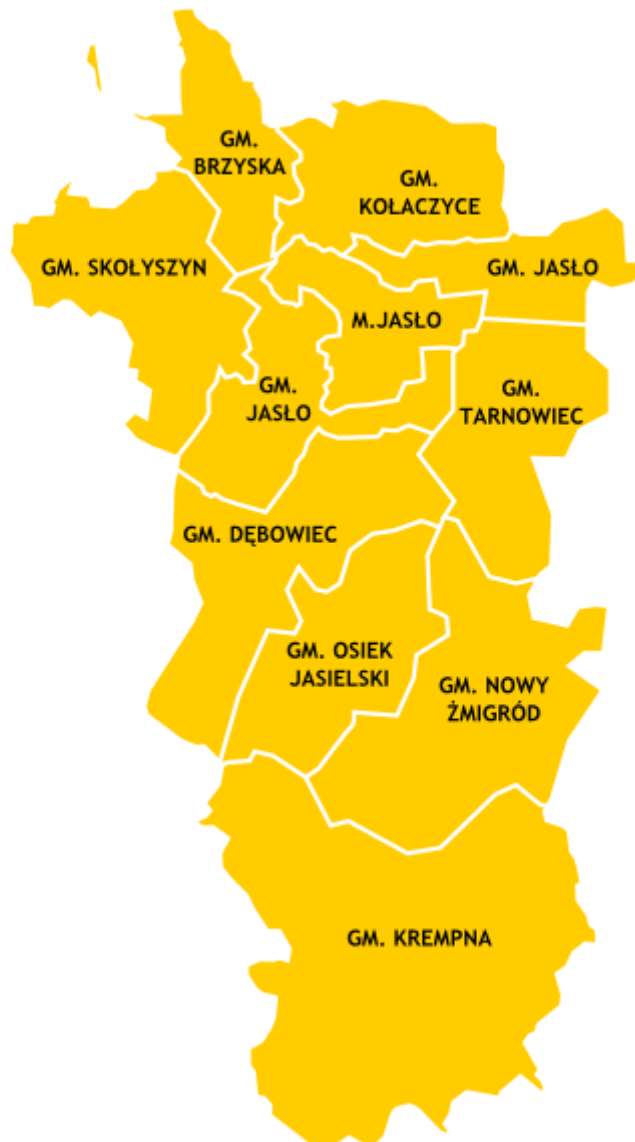 GM.
BRZYSKA
GM.
KOŁACZYCE
GM. SKOŁYSZYN
GM. JASŁO
M.JASŁO
GM.
JASŁO
GM.
TARNOWIEC
GM. DĘBOWIEC
GM. OSIEK
JASIELSKI
GM. NOWY
ŻMIGRÓD
GM. KREMPNA